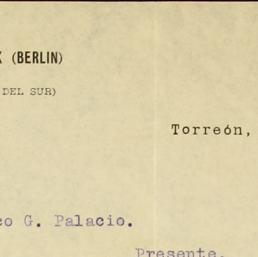 (BERLIN)
DEL SUR)
Torreón,
G. Palacio.
Presente.